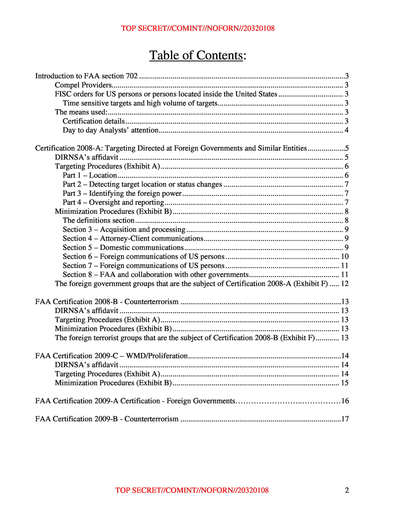 TOP SECRET//COMINT//NOFORN//20320108
Table of Contents:
Introduction to FAA section 702 ........ 3
Compel Providers........ 3
FISC orders for US persons or persons located inside the United States ........ 3
Time sensitive targets and high volume of targets........ 3
The means used:........ 3
Certification details ........ 3
Day to day Analysts' attention........ 4
Certification 2008-A: Targeting Directed at Foreign Governments and Similar Entities........5
DIRNSA's affidavit ........ 5
Targeting Procedures (Exhibit A)........ 6
Part 1 – Location........ 6
Part 2 – Detecting target location or status changes ........ 7
Part 3 – Identifying the foreign power........ 7
Part 4 – Oversight and reporting........ 7
Minimization Procedures (Exhibit B)........ 8
The definitions section........ 8
Section 3 – Acquisition and processing ........ 9
Section 4 – Attorney-Client communications........ 9
Section 5 – Domestic communications........ 9
Section 6 – Foreign communications of US persons ........ 10
Section 7 – Foreign communications of US persons ........ 11
Section 8 – FAA and collaboration with other governments........ 11
The foreign government groups that are the subject of Certification 2008-A (Exhibit F) ..... 12
FAA Certification 2008-B - Counterterrorism ........13
DIRNSA's affidavit ........ 13
Targeting Procedures (Exhibit A)........ 13
Minimization Procedures (Exhibit B)........ 13
The foreign terrorist groups that are the subject of Certification 2008-B (Exhibit F)........ 13
FAA Certification 2009-C – WMD/Proliferation........14
DIRNSA's affidavit ........ 14
Targeting Procedures (Exhibit A)........ 14
Minimization Procedures (Exhibit B)........ 15
FAA Certification 2009-A Certification - Foreign Governments........16
FAA Certification 2009-B - Counterterrorism ........17
TOP SECRET//COMINT//NOFORN//20320108 2